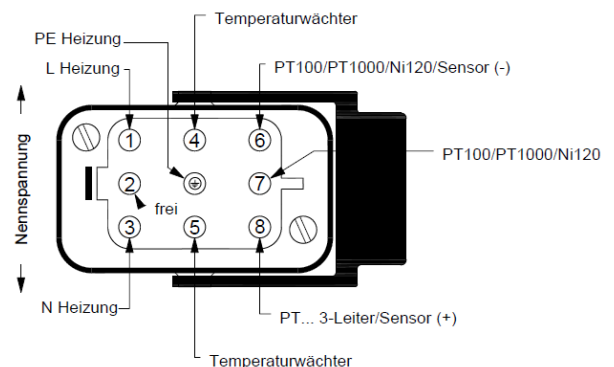 Temperaturwächter
PE Heizung
L Heizung
PT100/PT1000/Ni120/Sensor (-)
Nennspannung
1
4
6
PT100/PT1000/Ni120
2
7
frei
3
5
8
N Heizung
PT... 3-Leiter/Sensor (+)
Temperaturwächter